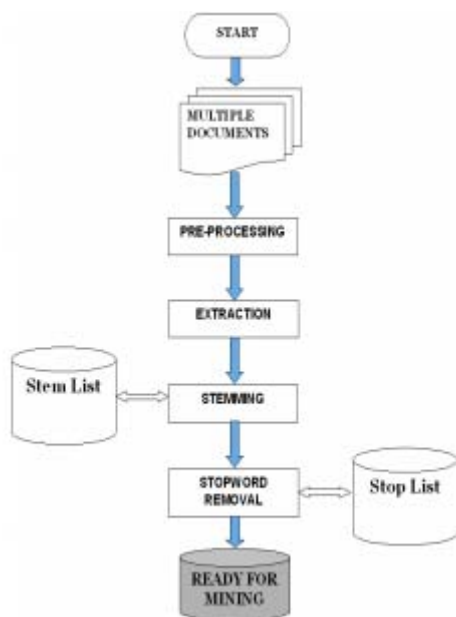 START
MULTIPLE
DOCUMENTS
PRE-PROCESSING
EXTRACTION
Stem List
STEMMING
STOPWORD
REMOVAL
Stop List
READY FOR
MINING